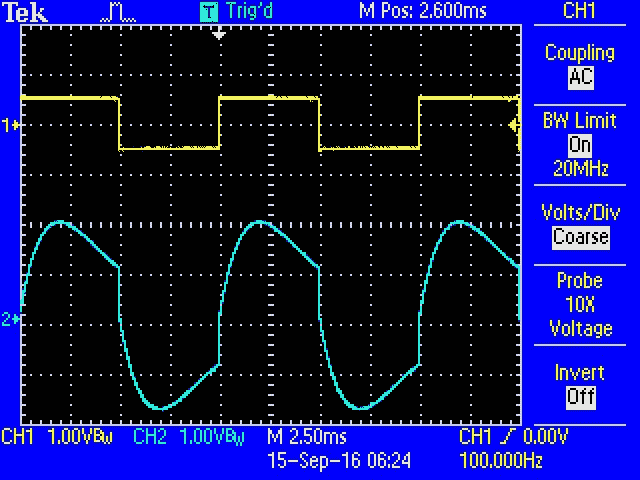 Tek T Trig'd M Pos: 2.600ms CH1
Coupling
AC
1
BW Limit
On
20MHz
Volts/Div
Coarse
Probe
10X
Voltage
2
Invert
Off
CH1 1.00VBw CH2 1.00VBw M 2.50ms CH1 / 0.00V
15-Sep-16 06:24 100.000Hz